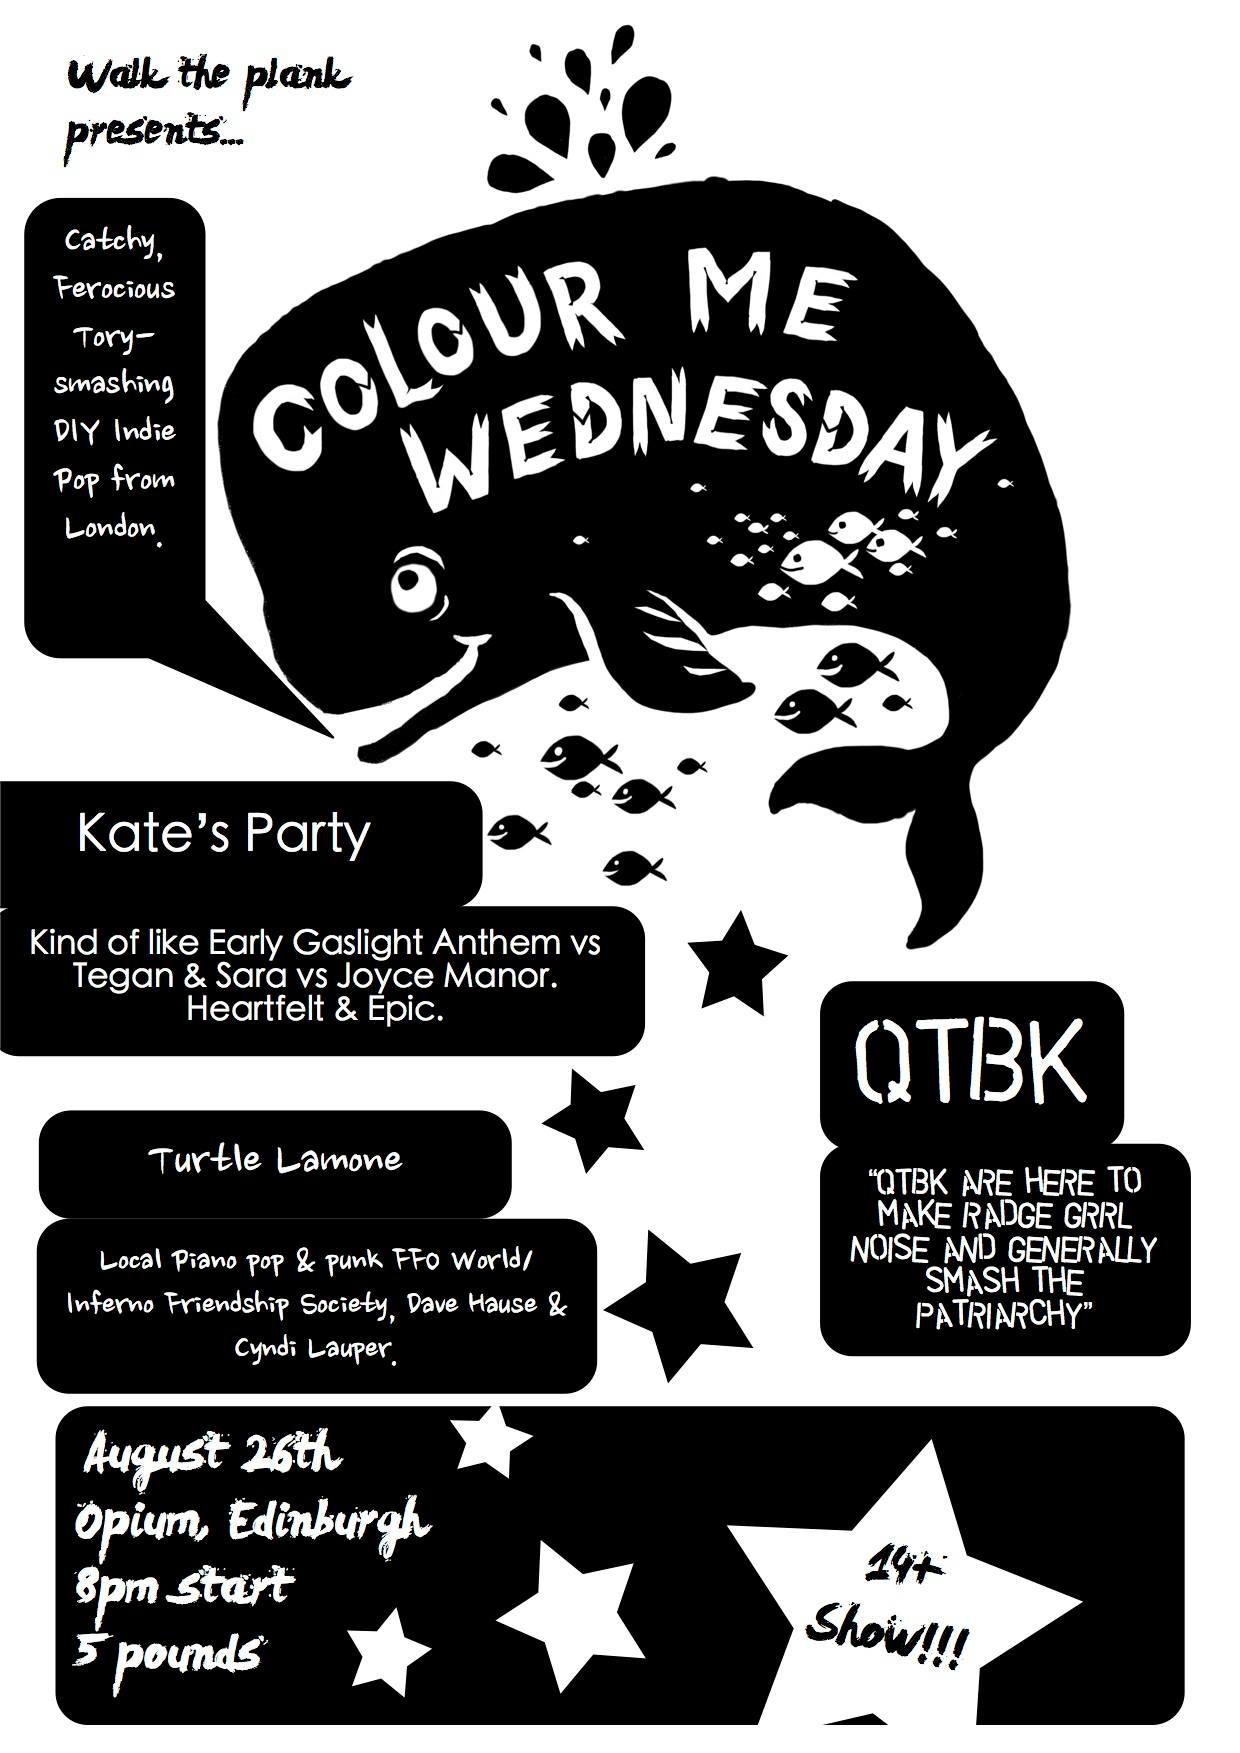 Walk the plank
presents...
Catchy,
Ferocious
Tory-
smashing
DIY Indie
Pop from
London.
COLOUR ME
WEDNESDAY
Kate's Party
Kind of like Early Gaslight Anthem vs
Tegan & Sara vs Joyce Manor.
Heartfelt & Epic.
QTBK
"QTBK ARE HERE TO
MAKE RADGE GRRL
NOISE AND GENERALLY
SMASH THE
PATRIARCHY"
Turtle Lamone
Local Piano pop & punk FFO World/
Inferno Friendship Society, Dave Hause &
Cyndi Lauper.
August 26th
Opium, Edinburgh
8pm start
5 pounds
14+
Show!!!